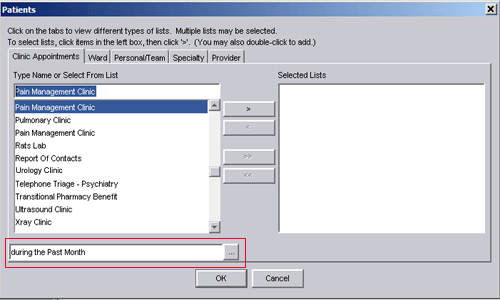 Patients
Click on the tabs to view different types of lists. Multiple lists may be selected.
To select lists, click items in the left box, then click '>'. (You may also double-click to add.)
Clinic Appointments Ward Personal/Team Specialty Provider
Type Name or Select From List
Selected Lists
Pain Management Clinic
Pain Management Clinic
Pulmonary Clinic
Pain Management Clinic
Rats Lab
Report Of Contacts
Urology Clinic
Telephone Triage - Psychiatry
Transitional Pharmacy Benefit
Ultrasound Clinic
Xray Clinic
>
<
>>
<<
during the Past Month ...
OK Cancel